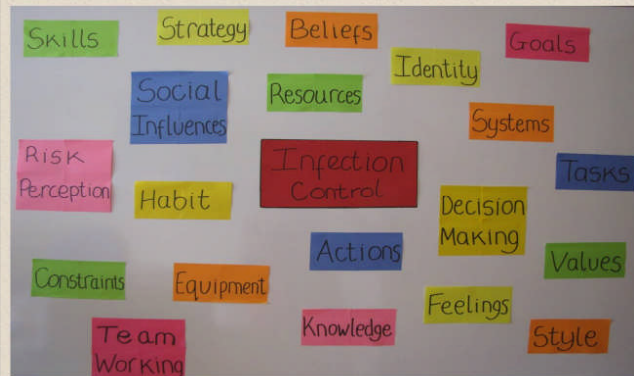 Skills
Strategy
Beliefs
Goals
Identity
Social
Influences
Resources
Systems
Risk
Perception
Infection
Control
Tasks
Habit
Decision
Making
Actions
Values
Constraints
Equipment
Feelings
Knowledge
Team
Working
Style